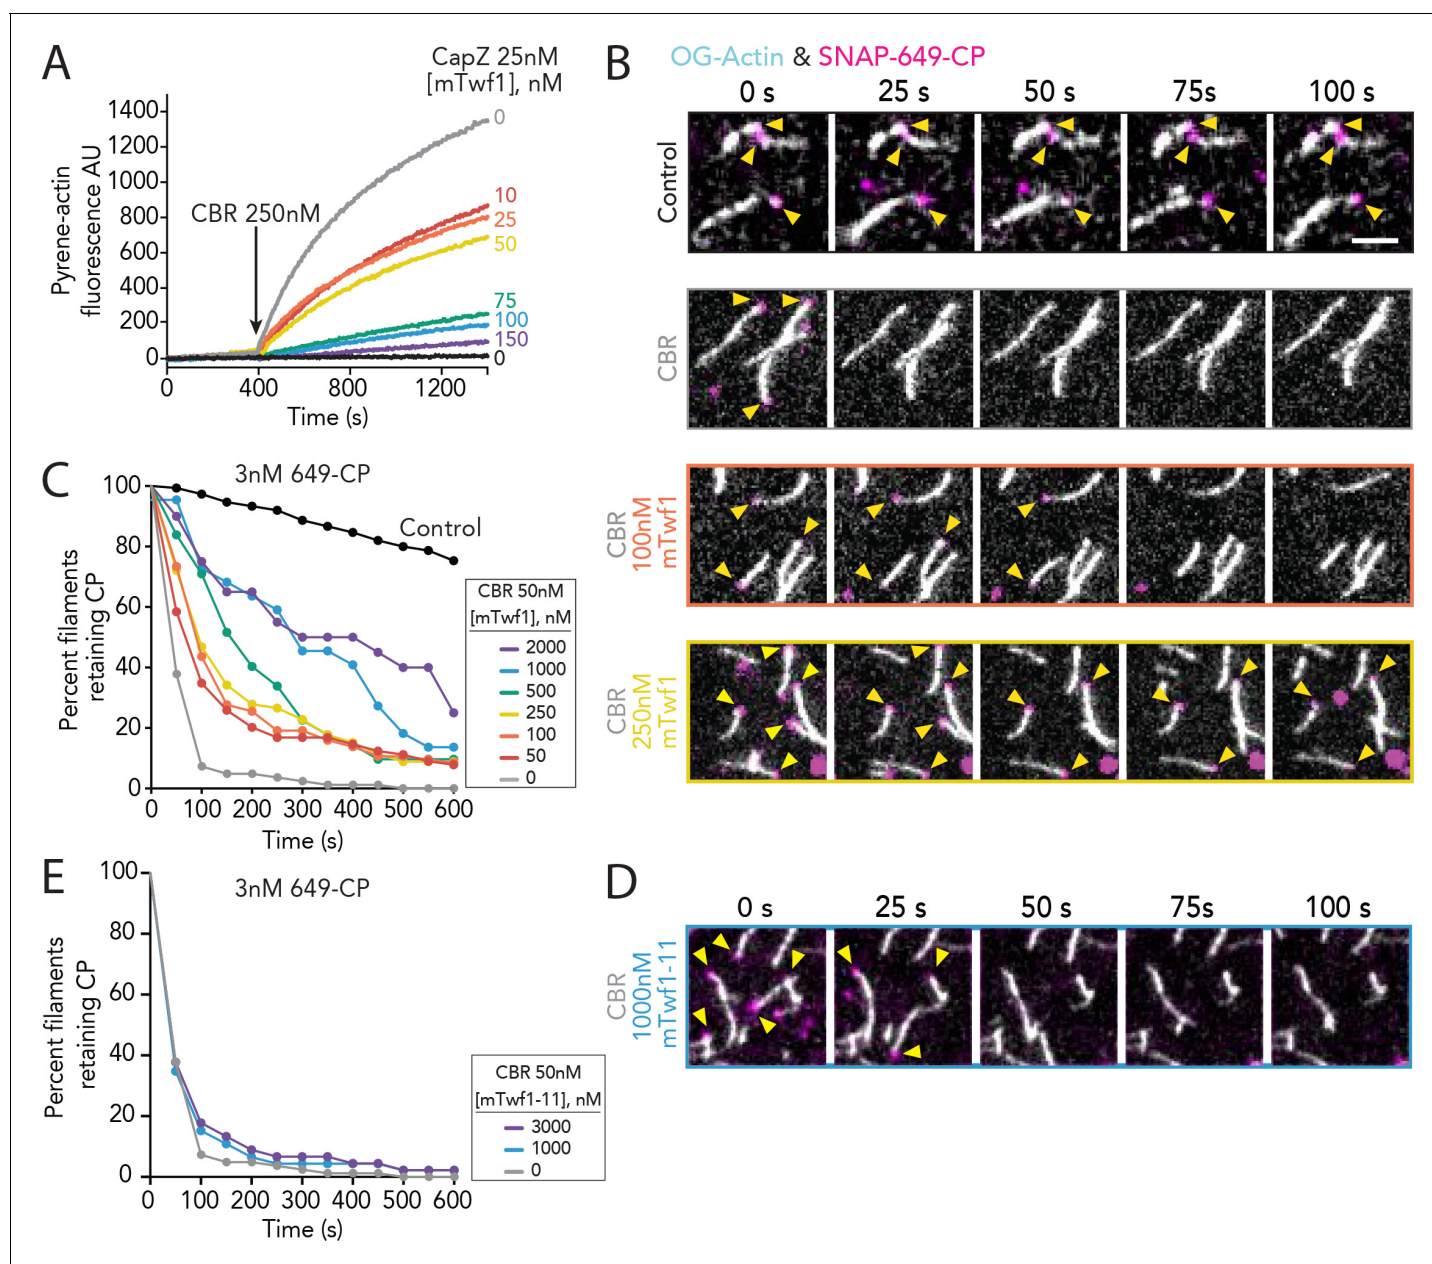 A
CapZ 25nM
[mTwf1], nM
Pyrene-actin
fluorescence AU
1400
1200
1000
800
600
400
200
0
CBR 250nM
0
10
25
50
75
100
150
0
0
400
800
1200
Time (s)
B
OG-Actin & SNAP-649-CP
0 s
25 s
50 s
75s
100 s
Control
CBR
CBR
100nM
mTwf1
CBR
250nM
mTwf1
C
3nM 649-CP
Percent filaments
retaining CP
100
80
60
40
20
0
Control
0
100
200
300
400
500
600
Time (s)
CBR 50nM
[mTwf1], nM
2000
1000
500
250
100
50
0
D
0 s
25 s
50 s
75s
100 s
CBR
1000nM
mTwf1-11
E
3nM 649-CP
Percent filaments
retaining CP
100
80
60
40
20
0
0
100
200
300
400
500
600
Time (s)
CBR 50nM
[mTwf1-11], nM
3000
1000
0